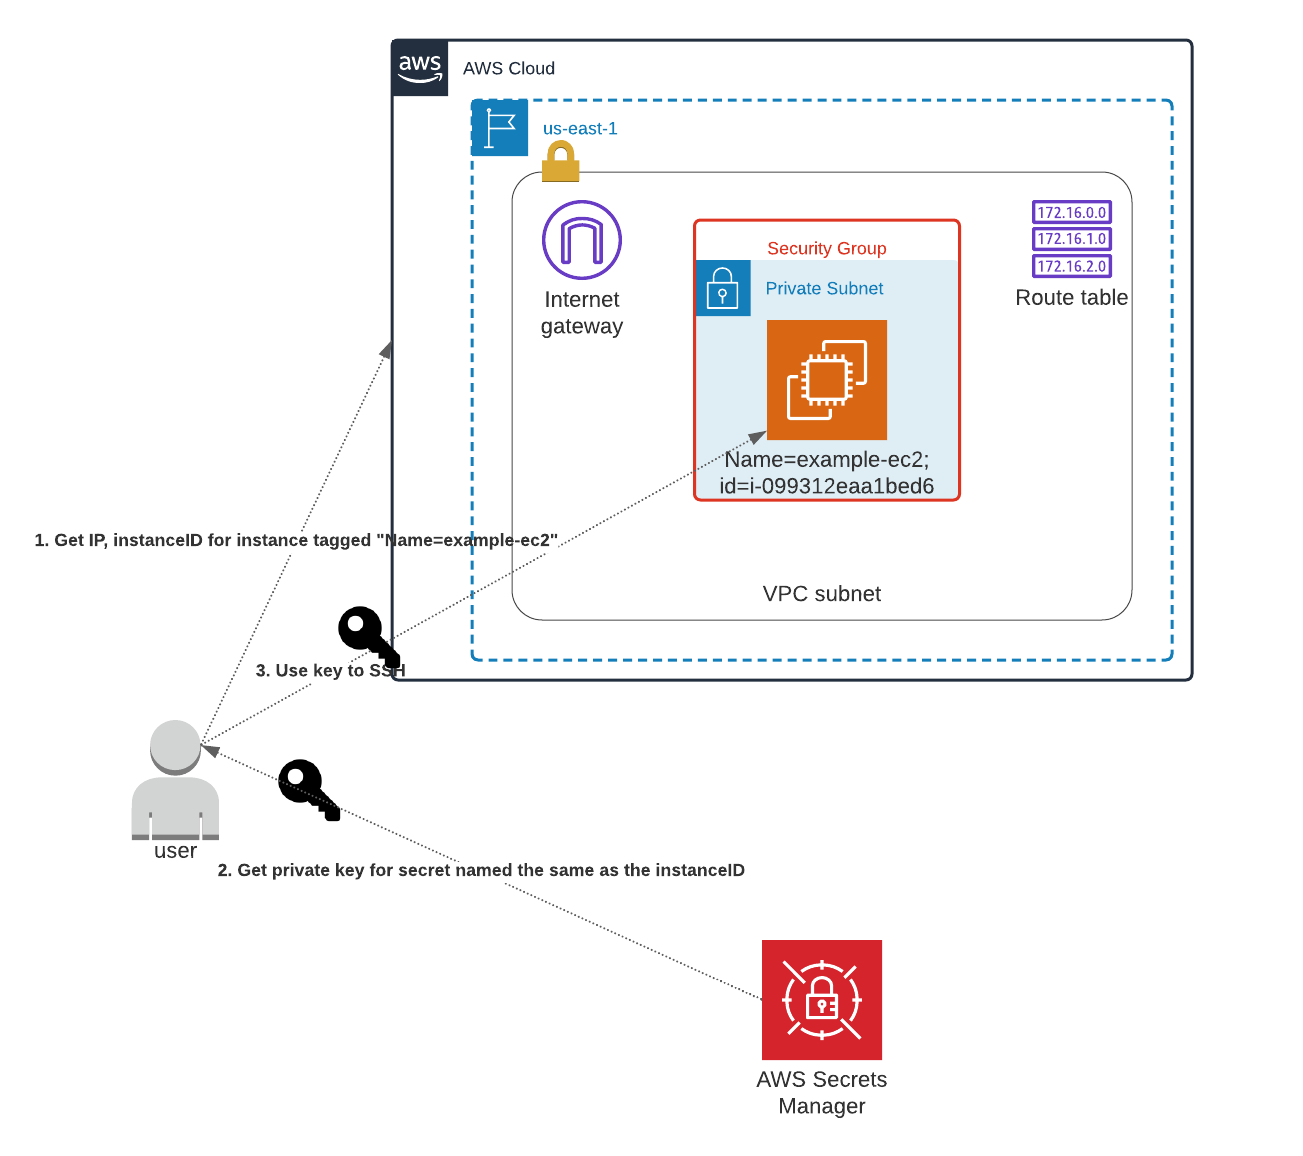 aws
AWS Cloud
us-east-1
Internet
gateway
Security Group
Private Subnet
172.16.0.0
172.16.1.0
172.16.2.0
Route table
Name=example-ec2;
id=i-099312eaa1bed6
1. Get IP, instanceID for instance tagged "Name=example-ec2"
VPC subnet
3. Use key to SSH
user
2. Get private key for secret named the same as the instanceID
AWS Secrets
Manager